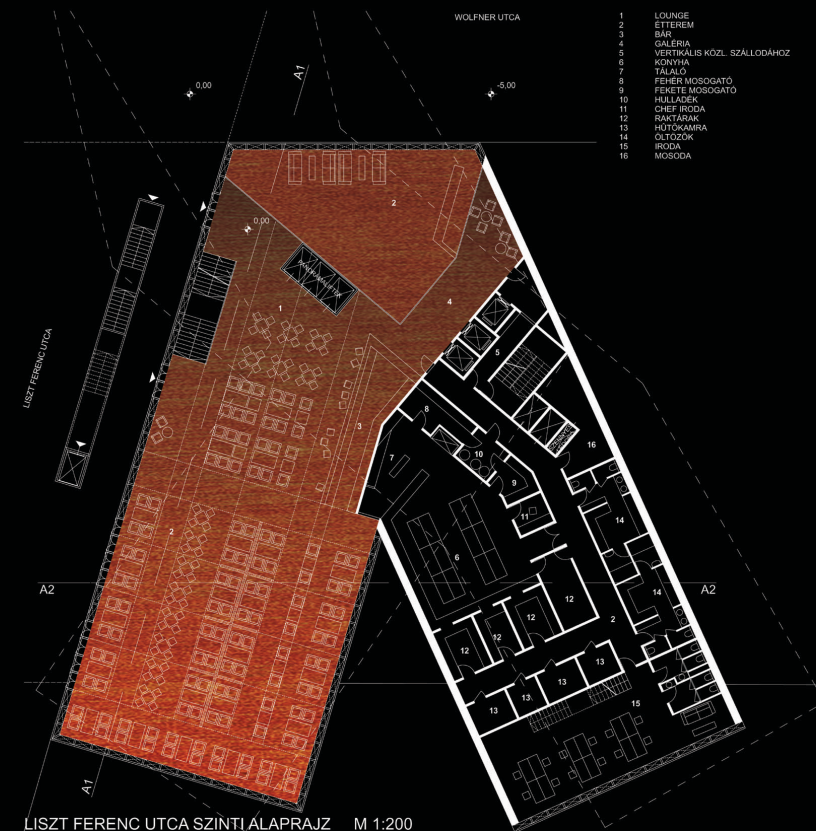 WOLFNER UTCA
1 LOUNGE
2 ÉTTEREM
3 BÁR
4 GALÉRIA
5 VERTIKÁLIS KÖZL. SZÁLLODÁHOZ
6 KONYHA
7 TÁLALÓ
8 FEHÉR MOSOGATÓ
9 FEKETE MOSOGATÓ
10 HULLADÉK
11 CHEF IRODA
12 RAKTÁRAK
13 HŰTŐKAMRA
14 ÖLTÖZŐK
15 IRODA
16 MOSODA
A1
0,00
-5,00
2
0,00
1
4
5
3
8
7
10
9
16
11
14
2
6
A2
12
14
A2
12
12
2
12
13
13
13
13
15
LISZT FERENC UTCA
A1
LISZT FERENC UTCA SZINTI ALAPRAJZ M 1:200